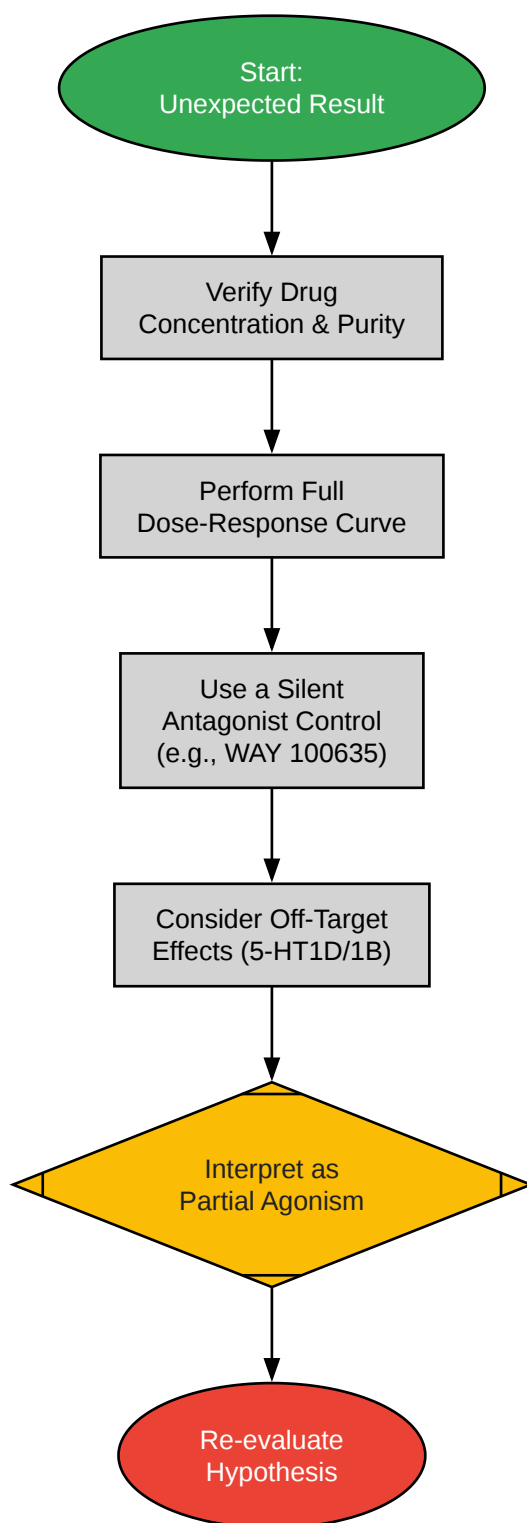 Start:
Unexpected Result
Verify Drug
Concentration & Purity
Perform Full
Dose-Response Curve
Use a Silent
Antagonist Control
(e.g., WAY 100635)
Consider Off-Target
Effects (5-HT1D/1B)
Interpret as
Partial Agonism
Re-evaluate
Hypothesis